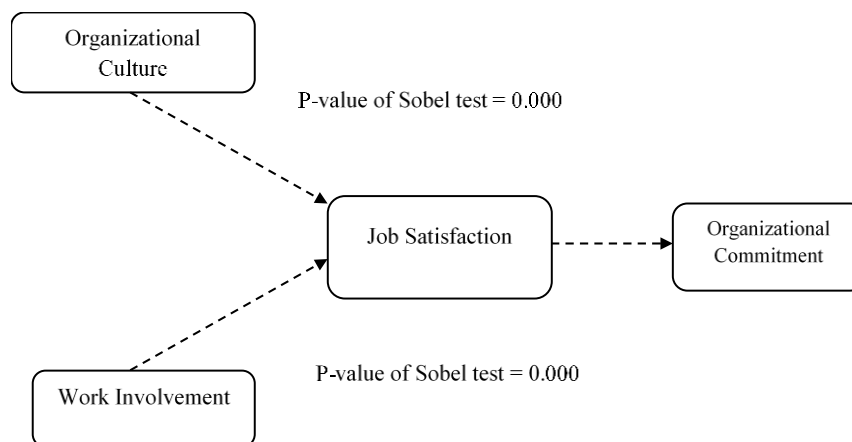 Organizational
Culture
P-value of Sobel test = 0.000
Job Satisfaction
Organizational
Commitment
P-value of Sobel test = 0.000
Work Involvement